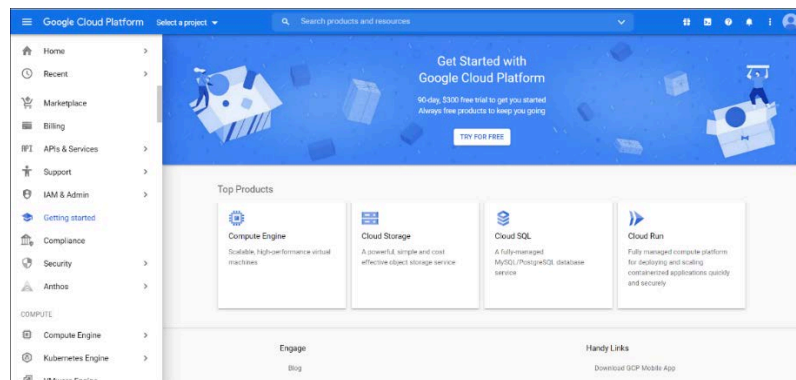 Google Cloud Platform
Select a project
Search products and resources
Home
Recent
Marketplace
Billing
API APIs & Services
Support
IAM & Admin
Getting started
Compliance
Security
Anthos
COMPUTE
Compute Engine
Kubernetes Engine
VMware Engine
Get Started with
Google Cloud Platform
90-day, $300 free trial to get you started
Always free products to keep you going
TRY FOR FREE
Top Products
Compute Engine
Scalable, high-performance virtual
machines
Cloud Storage
A powerful, simple and cost
effective object storage service
Cloud SQL
A fully-managed
MySQL/PostgreSQL database
service
Cloud Run
Fully managed compute platform
for deploying and scaling
containerized applications quickly
and securely
Engage
Blog
Handy Links
Download GCP Mobile App